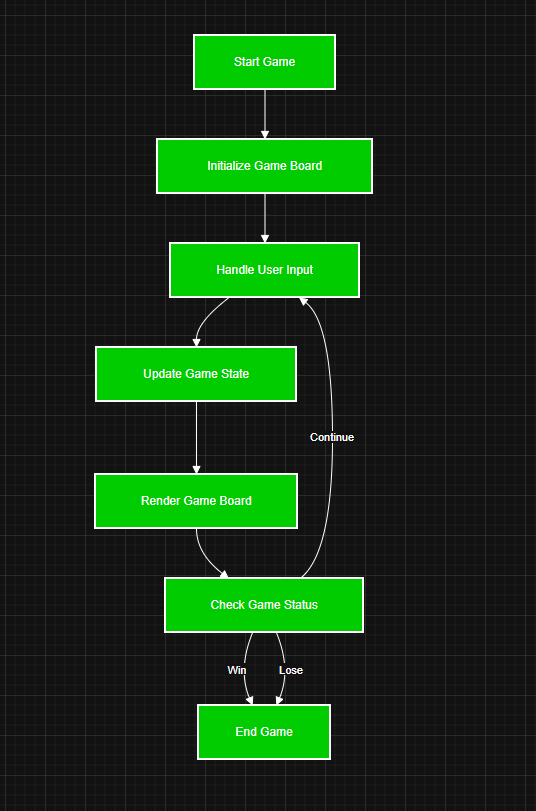 Start Game
Initialize Game Board
Handle User Input
Update Game State
Continue
Render Game Board
Check Game Status
Win
Lose
End Game